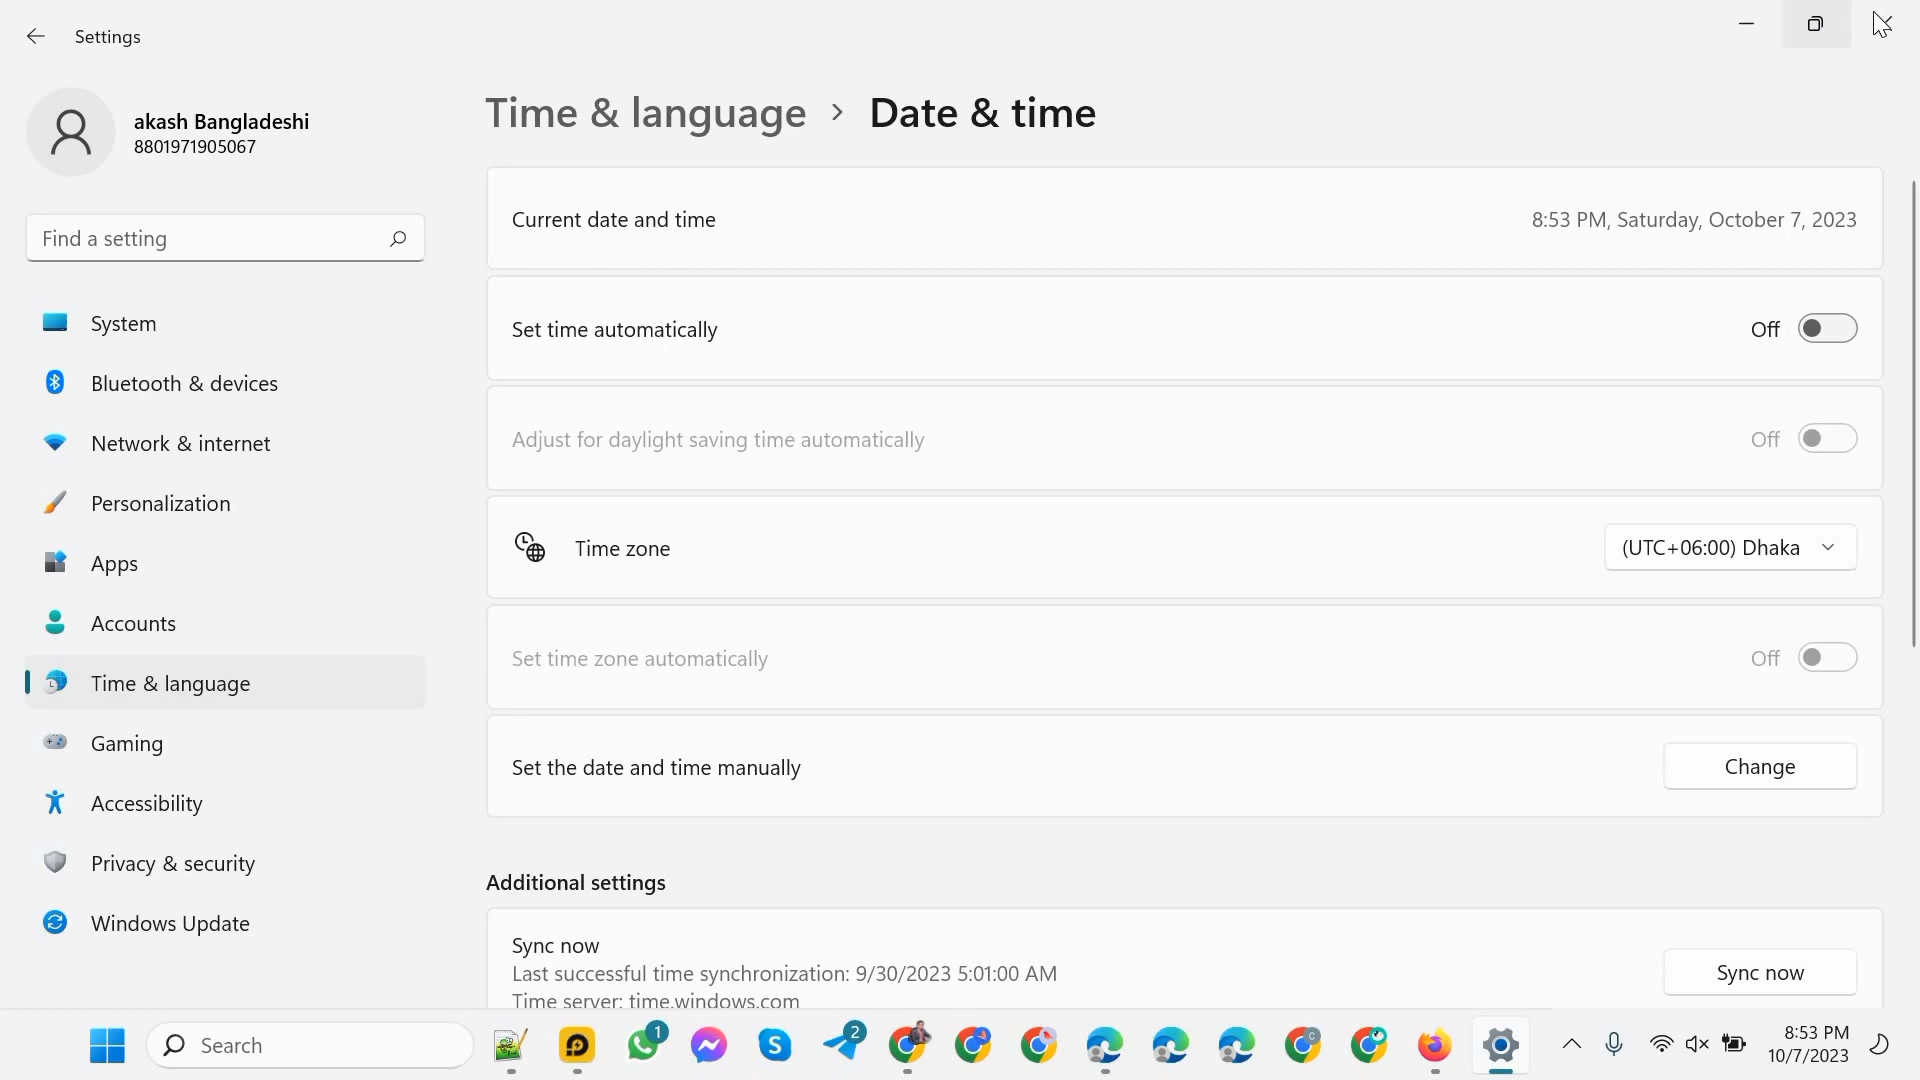 Settings
akash Bangladeshi
8801971905067
Find a setting
System
Bluetooth & devices
Network & internet
Personalization
Apps
Accounts
Time & language
Gaming
Accessibility
Privacy & security
Windows Update
Time & language > Date & time
Current date and time 8:53 PM, Saturday, October 7, 2023
Set time automatically Off
Adjust for daylight saving time automatically Off
Time zone (UTC+06:00) Dhaka
Set time zone automatically Off
Set the date and time manually Change
Additional settings
Sync now
Last successful time synchronization: 9/30/2023 5:01:00 AM
Time server: time.windows.com
Sync now
Search
1
S
2
C
8:53 PM
10/7/2023